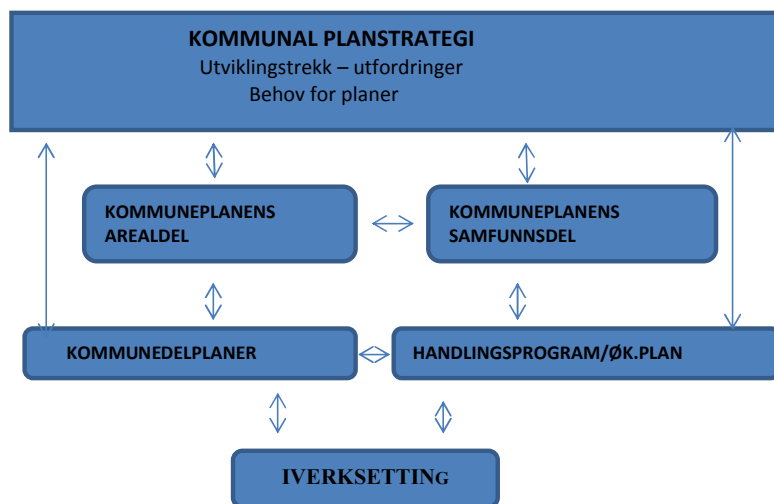 KOMMUNAL PLANSTRATEGI
Utviklingstrekk – utfordringer
Behov for planer
KOMMUNEPLANENS
AREALDEL
KOMMUNEPLANENS
SAMFUNNSDEL
KOMMUNEDELPLANER
HANDLINGSPROGRAM/ØK.PLAN
IVERKSETTING